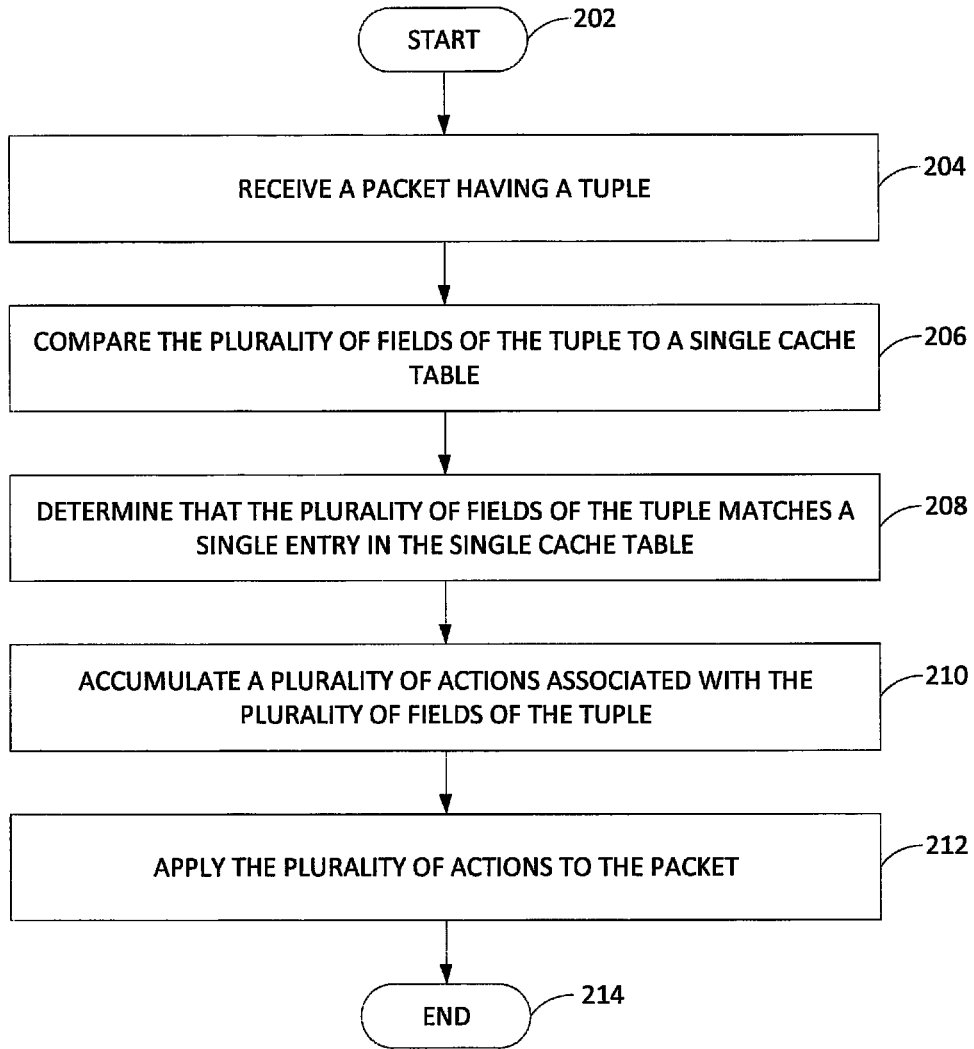 START
202
RECEIVE A PACKET HAVING A TUPLE
204
COMPARE THE PLURALITY OF FIELDS OF THE TUPLE TO A SINGLE CACHE
TABLE
206
DETERMINE THAT THE PLURALITY OF FIELDS OF THE TUPLE MATCHES A
SINGLE ENTRY IN THE SINGLE CACHE TABLE
208
ACCUMULATE A PLURALITY OF ACTIONS ASSOCIATED WITH THE
PLURALITY OF FIELDS OF THE TUPLE
210
APPLY THE PLURALITY OF ACTIONS TO THE PACKET
212
END
214